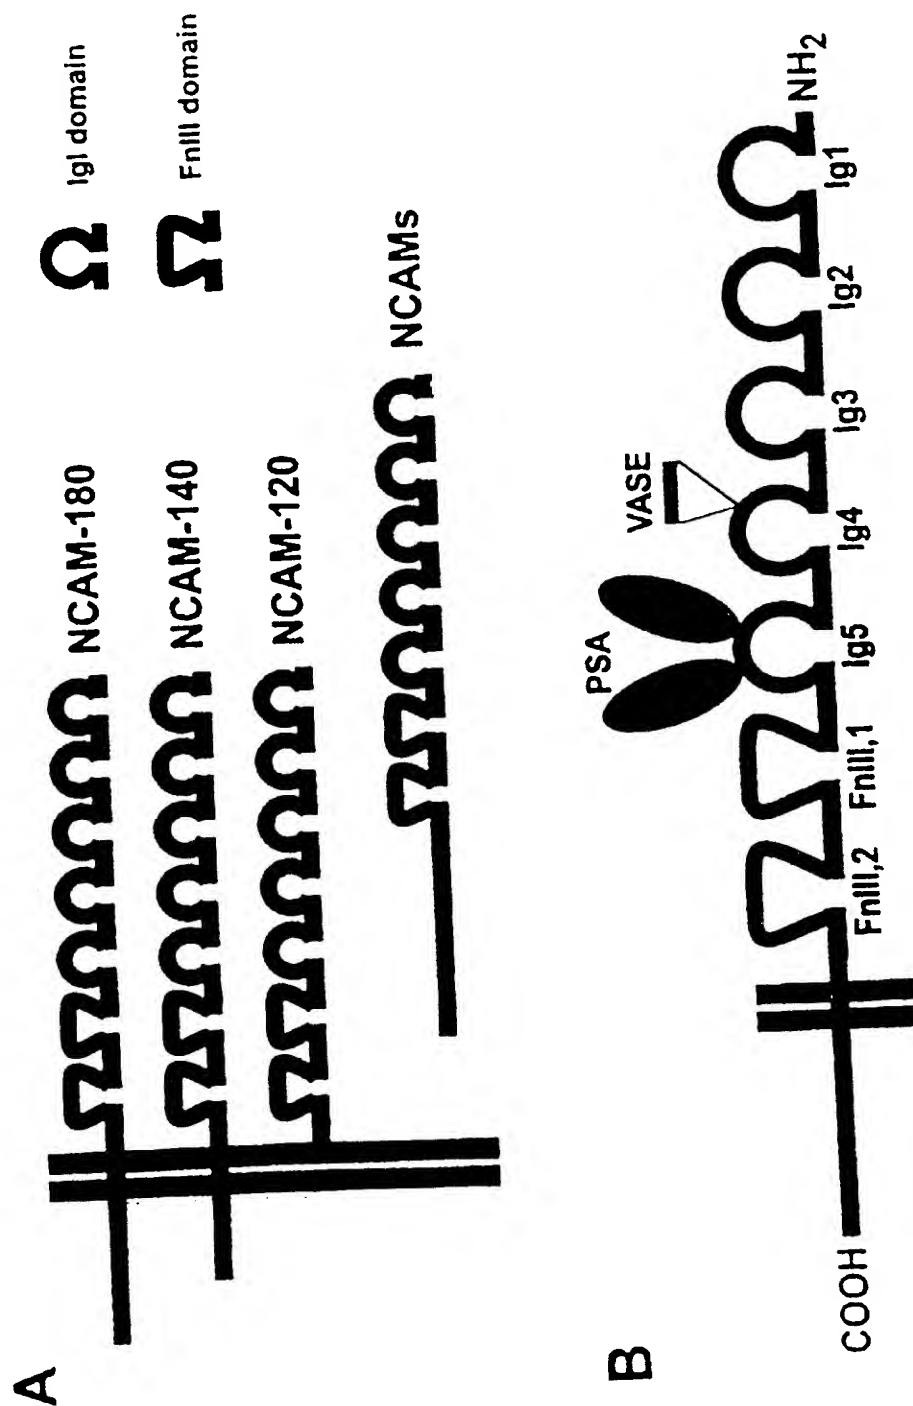 A
IgI domain
FnIII domain
NCAM-180
NCAM-140
NCAM-120
NCAMs
B
PSA
VASE
COOH
FnIII,2
FnIII,1
Ig5
Ig4
Ig3
Ig2
Ig1
NH2